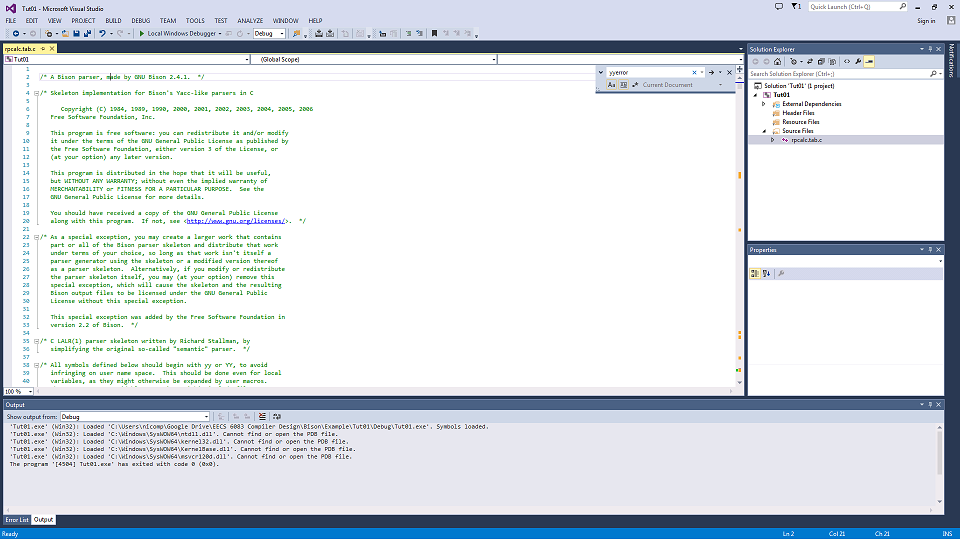 Tut01 - Microsoft Visual Studio
1
Quick Launch (Ctrl+Q)
FILE EDIT VIEW PROJECT BUILD DEBUG TEAM TOOLS TEST ANALYZE WINDOW HELP
Sign in
Local Windows Debugger
Debug
rpcalc.tab.c
Tut01
(Global Scope)
yyerror
Current Document
1
2 /* A Bison parser, made by GNU Bison 2.4.1.  */
3
4 /* Skeleton implementation for Bison's Yacc-like parsers in C
5
6 Copyright (C) 1984, 1989, 1990, 2000, 2001, 2002, 2003, 2004, 2005, 2006
7 Free Software Foundation, Inc.
8
9 This program is free software: you can redistribute it and/or modify
10 it under the terms of the GNU General Public License as published by
11 the Free Software Foundation, either version 3 of the License, or
12 (at your option) any later version.
13
14 This program is distributed in the hope that it will be useful,
15 but WITHOUT ANY WARRANTY; without even the implied warranty of
16 MERCHANTABILITY or FITNESS FOR A PARTICULAR PURPOSE.  See the
17 GNU General Public License for more details.
18
19 You should have received a copy of the GNU General Public License
20 along with this program.  If not, see <http://www.gnu.org/licenses/>.  */
21
22 /* As a special exception, you may create a larger work that contains
23 part or all of the Bison parser skeleton and distribute that work
24 under terms of your choice, so long as that work isn't itself a
25 parser generator using the skeleton or a modified version thereof
26 as a parser skeleton.  Alternatively, if you modify or redistribute
27 the parser skeleton itself, you may (at your option) remove this
28 special exception, which will cause the skeleton and the resulting
29 Bison output files to be licensed under the GNU General Public
30 License without this special exception.
31
32 This special exception was added by the Free Software Foundation in
33 version 2.2 of Bison.  */
34
35 /* C LALR(1) parser skeleton written by Richard Stallman, by
36 simplifying the original so-called "semantic" parser.  */
37
38 /* All symbols defined below should begin with yy or YY, to avoid
39 infringing on user name space.  This should be done even for local
40 variables, as they might otherwise be expanded by user macros.
100 %
Solution Explorer
Search Solution Explorer (Ctrl+;)
Solution 'Tut01' (1 project)
Tut01
External Dependencies
Header Files
Resource Files
Source Files
rpcalc.tab.c
Properties
Notifications
Output
Show output from: Debug
'Tut01.exe' (Win32): Loaded 'C:\Users\nicomp\Google Drive\EECS 6083 Compiler Design\Bison\Example\Tut01\Debug\Tut01.exe'. Symbols loaded.
'Tut01.exe' (Win32): Loaded 'C:\Windows\SysWOW64\ntdll.dll'. Cannot find or open the PDB file.
'Tut01.exe' (Win32): Loaded 'C:\Windows\SysWOW64\kernel32.dll'. Cannot find or open the PDB file.
'Tut01.exe' (Win32): Loaded 'C:\Windows\SysWOW64\KernelBase.dll'. Cannot find or open the PDB file.
'Tut01.exe' (Win32): Loaded 'C:\Windows\SysWOW64\msvcr120d.dll'. Cannot find or open the PDB file.
The program '[4504] Tut01.exe' has exited with code 0 (0x0).
Error List Output
Ready
Ln 2 Col 21 Ch 21 INS